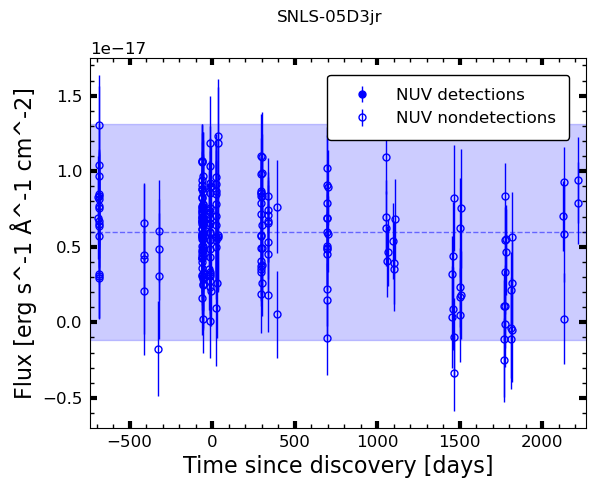 SNLS-05D3jr
1e−17
NUV detections
NUV nondetections
1.5
1.0
0.5
0.0
−0.5
Flux [erg s^-1 Å^-1 cm^-2]
−500 0 500 1000 1500 2000
Time since discovery [days]